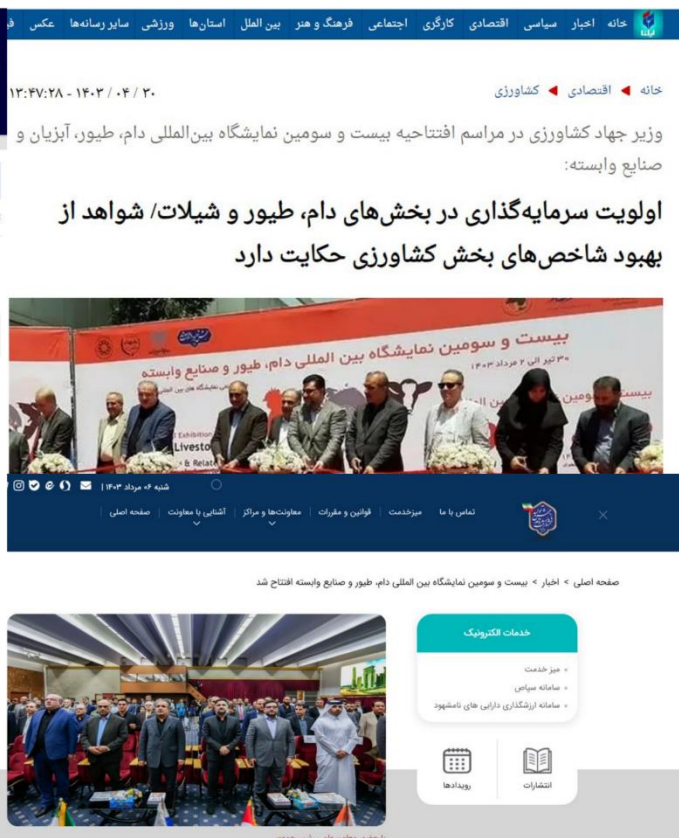 خانه اخبار سیاسی اقتصادی کارگری اجتماعی فرهنگ و هنر بین الملل استان‌ها ورزشی سایر رسانه‌ها عکس
ایلنا
خانه ◀ اقتصادی ◀ کشاورزی
۱۳:۴۷:۲۸ - ۱۴۰۳ / ۰۴ / ۳۰
وزیر جهاد کشاورزی در مراسم افتتاحیه بیست و سومین نمایشگاه بین‌المللی دام، طیور، آبزیان و
صنایع وابسته:
اولویت سرمایه‌گذاری در بخش‌های دام، طیور و شیلات/ شواهد از
بهبود شاخص‌های بخش کشاورزی حکایت دارد
بیست و سومین نمایشگاه بین المللی دام، طیور و صنایع وابسته
۳۰ تیر الی ۲ مرداد ۱۴۰۳
Exhibition
Livesto
& Relate
شنبه ۰۶ مرداد ۱۴۰۳ |
صفحه اصلی | آشنایی با معاونت | معاونت‌ها و مراکز | قوانین و مقررات | میزخدمت | تماس با ما
صفحه اصلی > اخبار > بیست و سومین نمایشگاه بین المللی دام، طیور و صنایع وابسته افتتاح شد
خدمات الکترونیک
میز خدمت
سامانه سپاص
سامانه ارزشگذاری دارایی های نامشهود
انتشارات
رویدادها